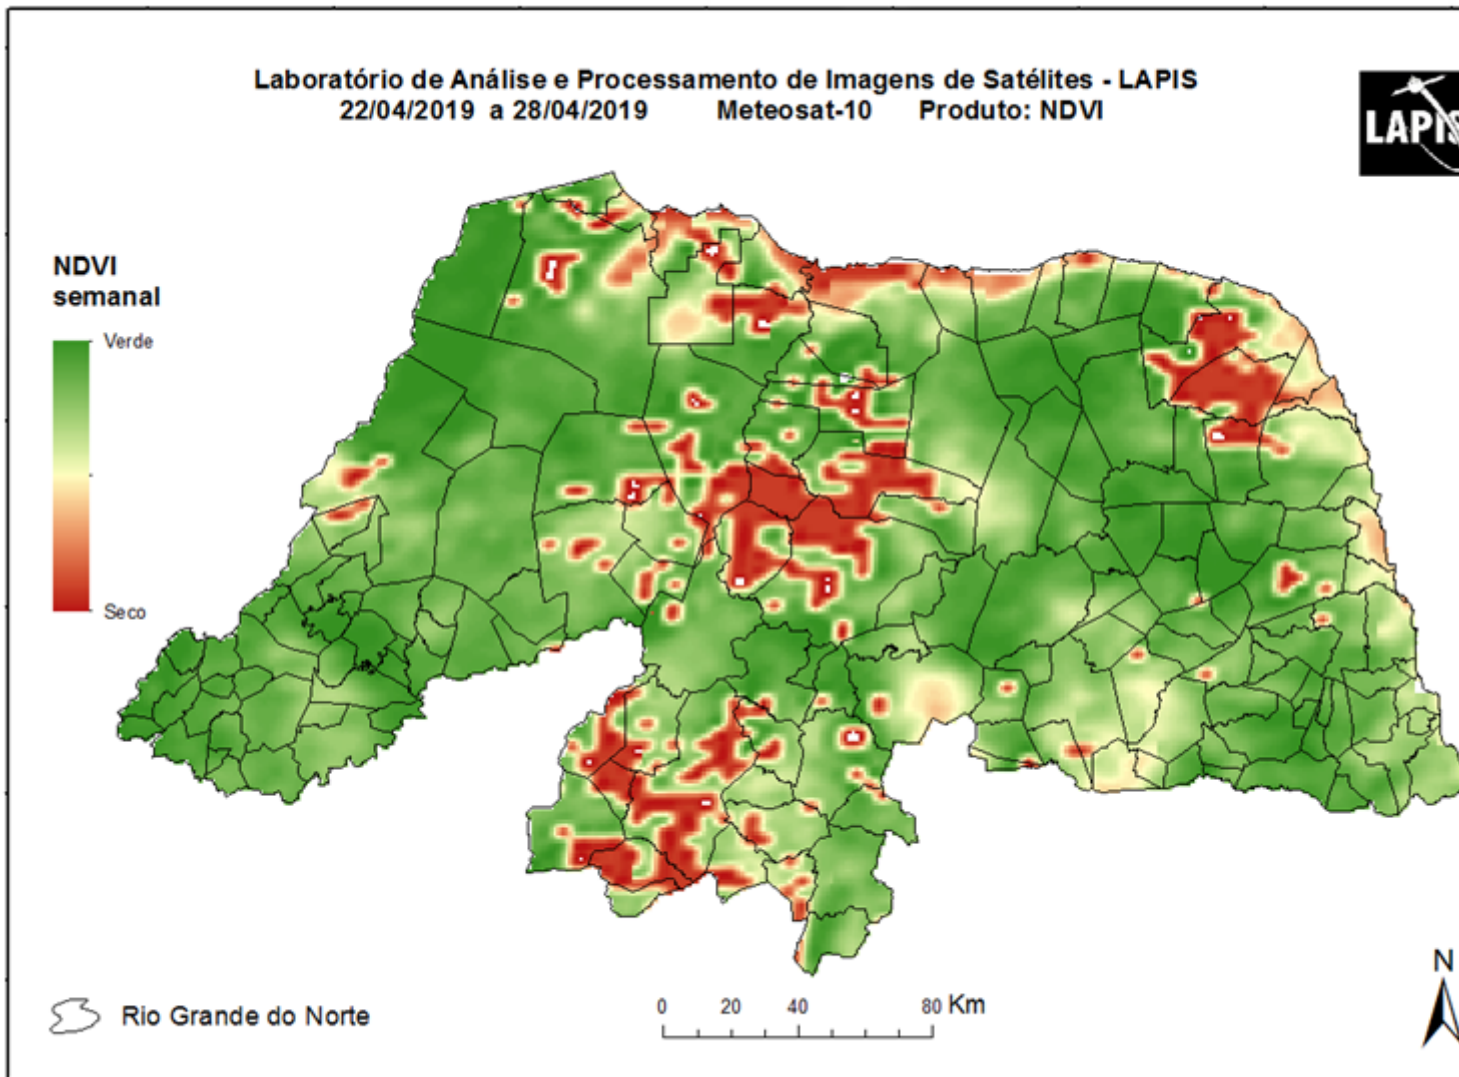 Laboratório de Análise e Processamento de Imagens de Satélites - LAPIS
22/04/2019 a 28/04/2019 Meteosat-10 Produto: NDVI
LAPIS
NDVI
semanal
Verde
Seco
Rio Grande do Norte
0 20 40 80 Km
N